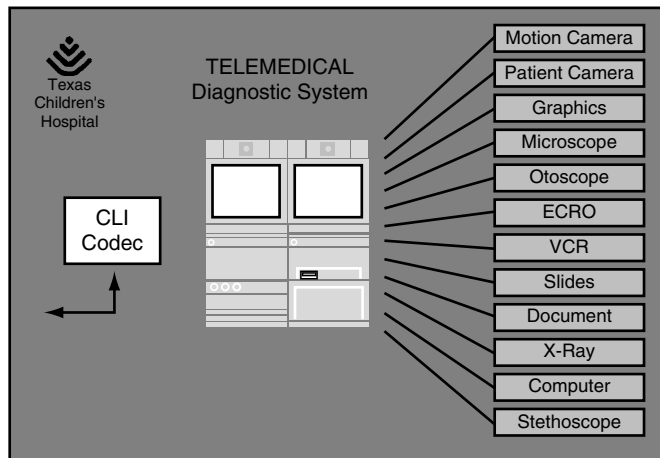 Texas
Children's
Hospital
TELEMEDICAL
Diagnostic System
CLI
Codec
Motion Camera
Patient Camera
Graphics
Microscope
Otoscope
ECRO
VCR
Slides
Document
X-Ray
Computer
Stethoscope